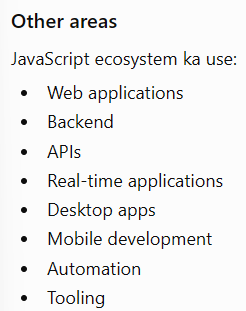 Other areas
JavaScript ecosystem ka use:
• Web applications
• Backend
• APIs
• Real-time applications
• Desktop apps
• Mobile development
• Automation
• Tooling